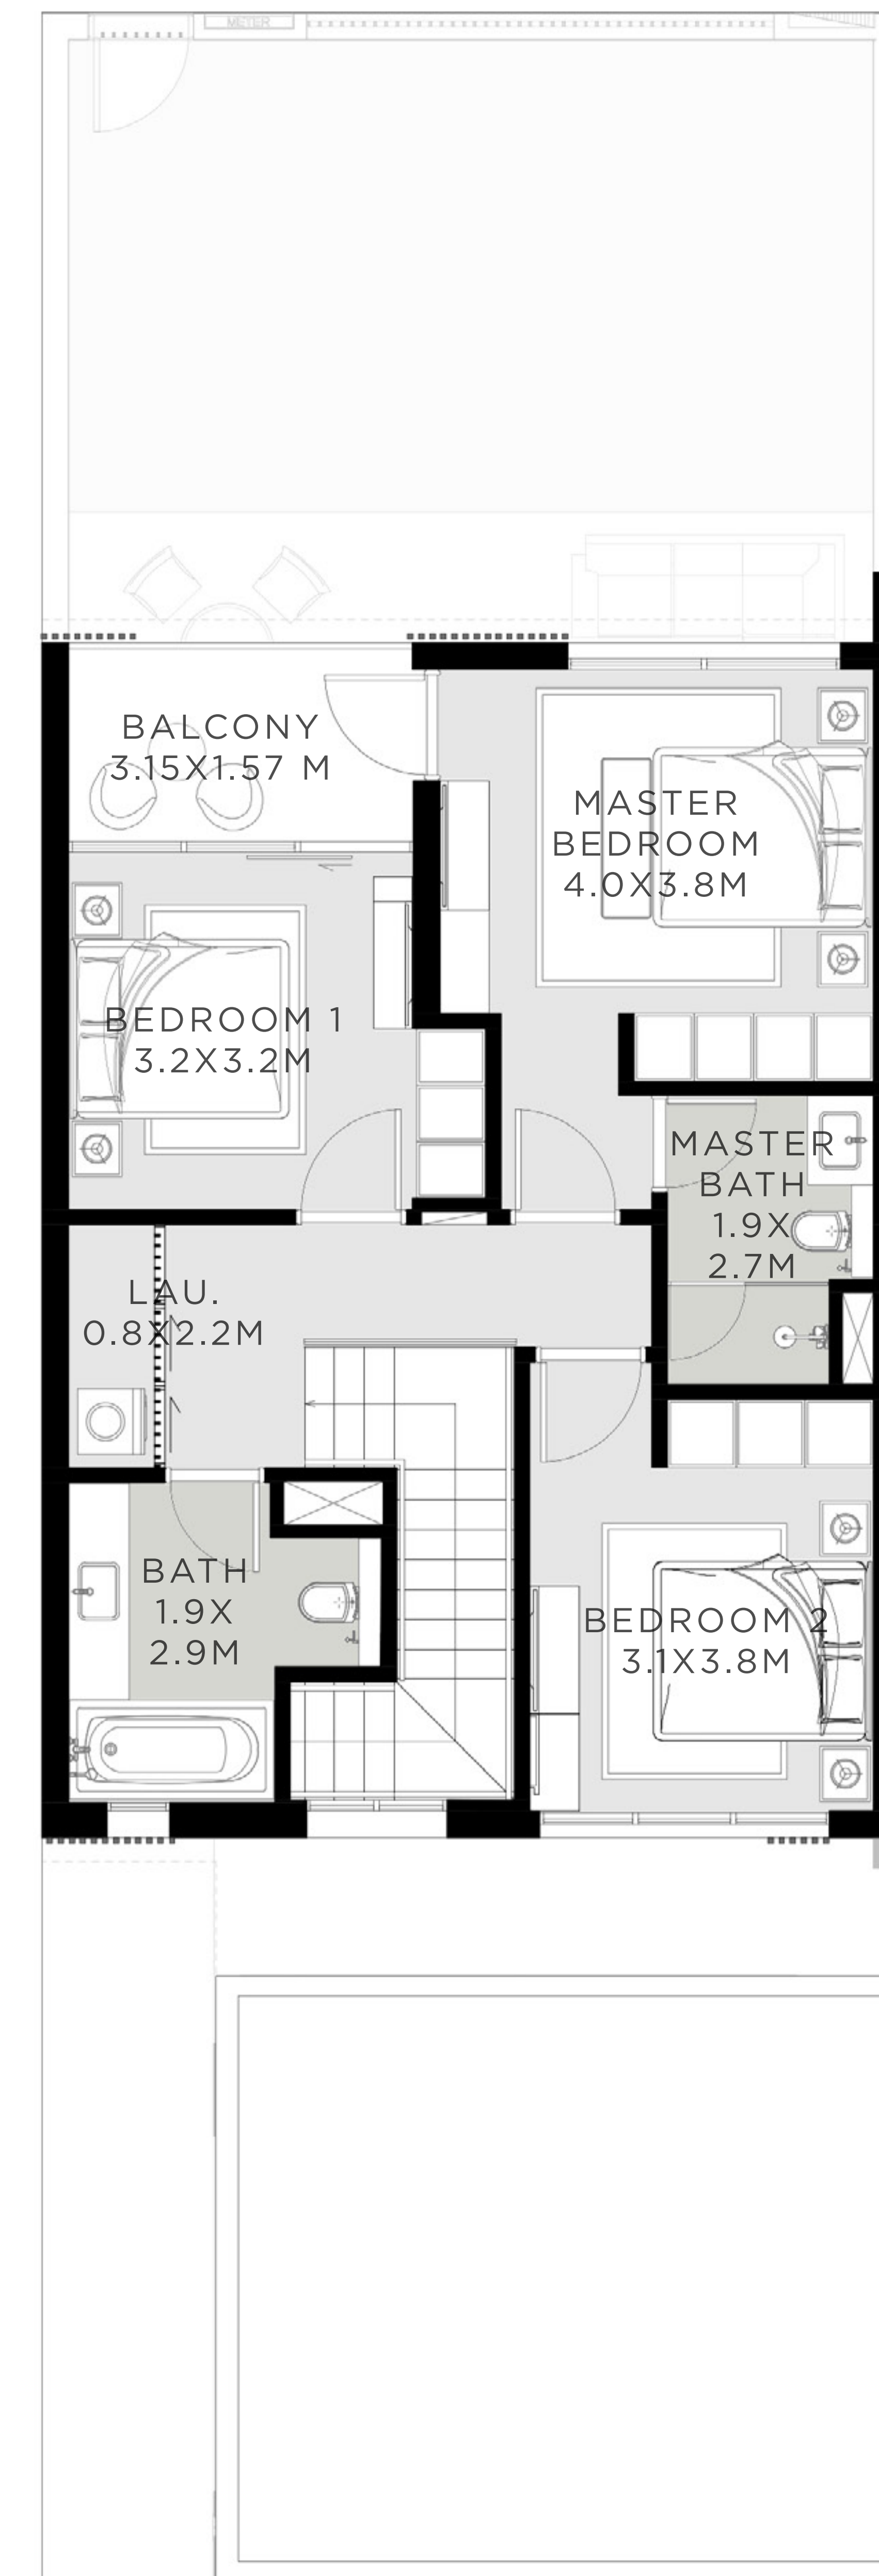 METER
BALCONY
3.15X1.57 M
MASTER
BEDROOM
4.0X3.8M
BEDROOM 1
3.2X3.2M
MASTER
BATH
1.9X
2.7M
LAU.
0.8X2.2M
BATH
1.9X
2.9M
BEDROOM 2
3.1X3.8M